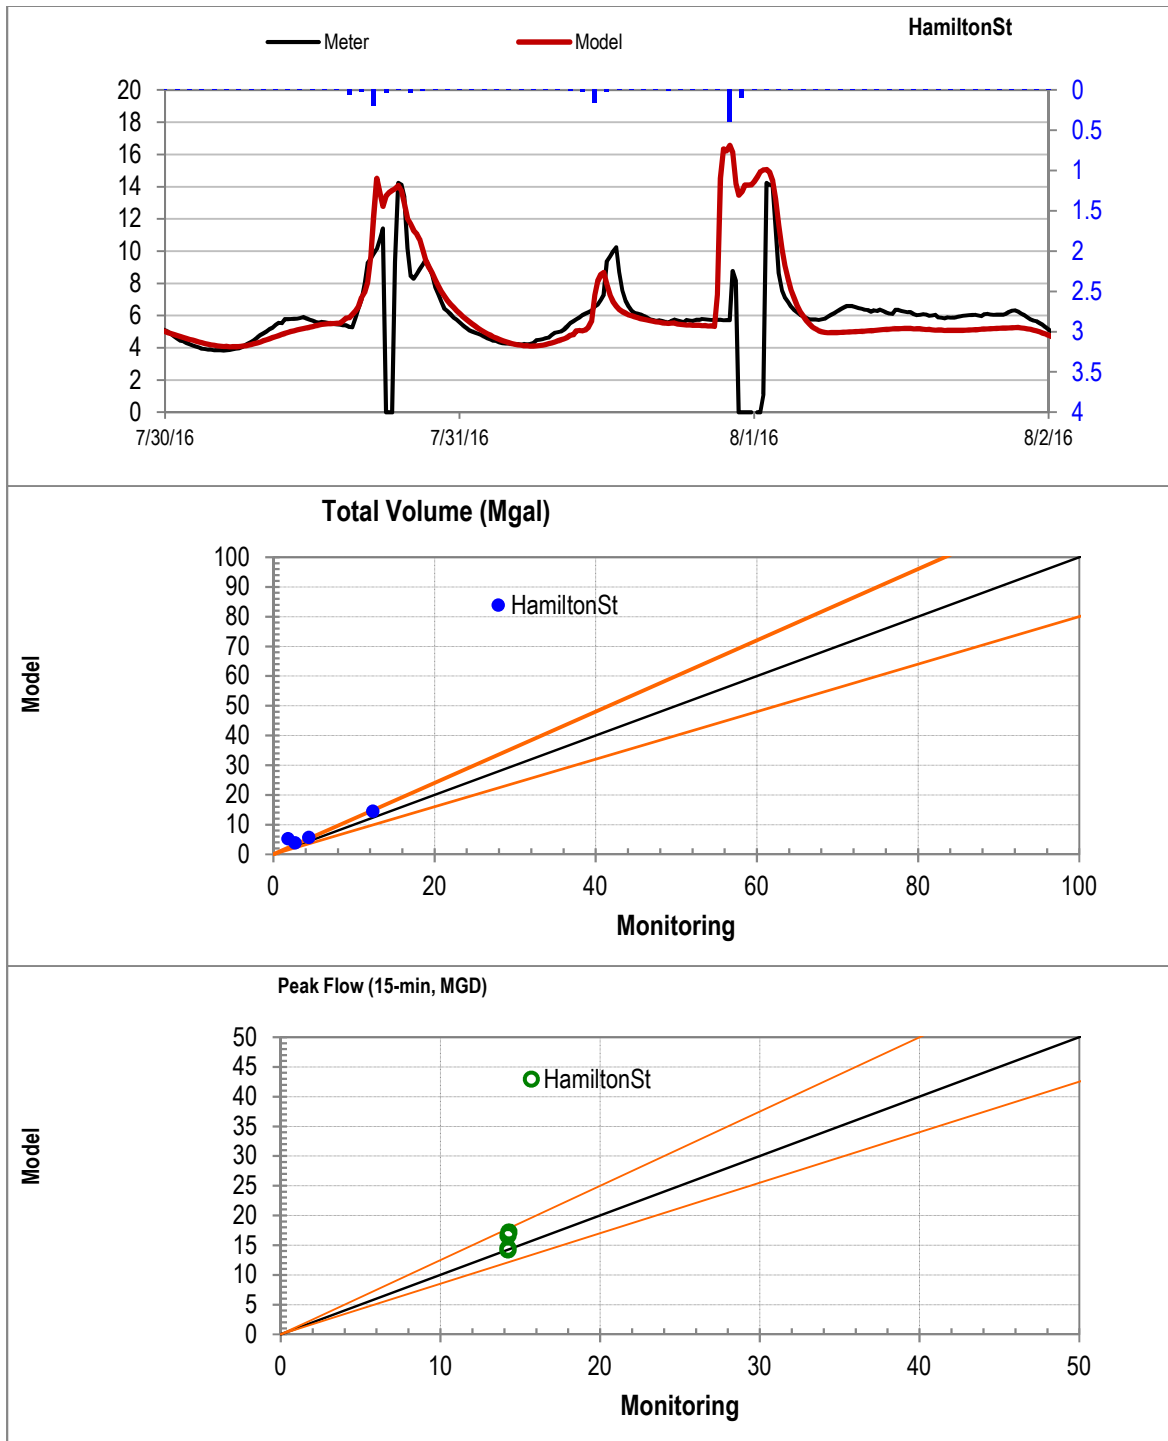 HamiltonSt
Meter
Model
20 0
18 0.5
16 1
14 1.5
12 2
10 2.5
8 3
6 3.5
4 4
2
0
7/30/16 7/31/16 8/1/16 8/2/16
Total Volume (Mgal)
100
90
80
70
60
50
40
30
20
10
0
HamiltonSt
Model
0 20 40 60 80 100
Monitoring
Peak Flow (15-min, MGD)
50
45
40
35
30
25
20
15
10
5
0
HamiltonSt
Model
0 10 20 30 40 50
Monitoring